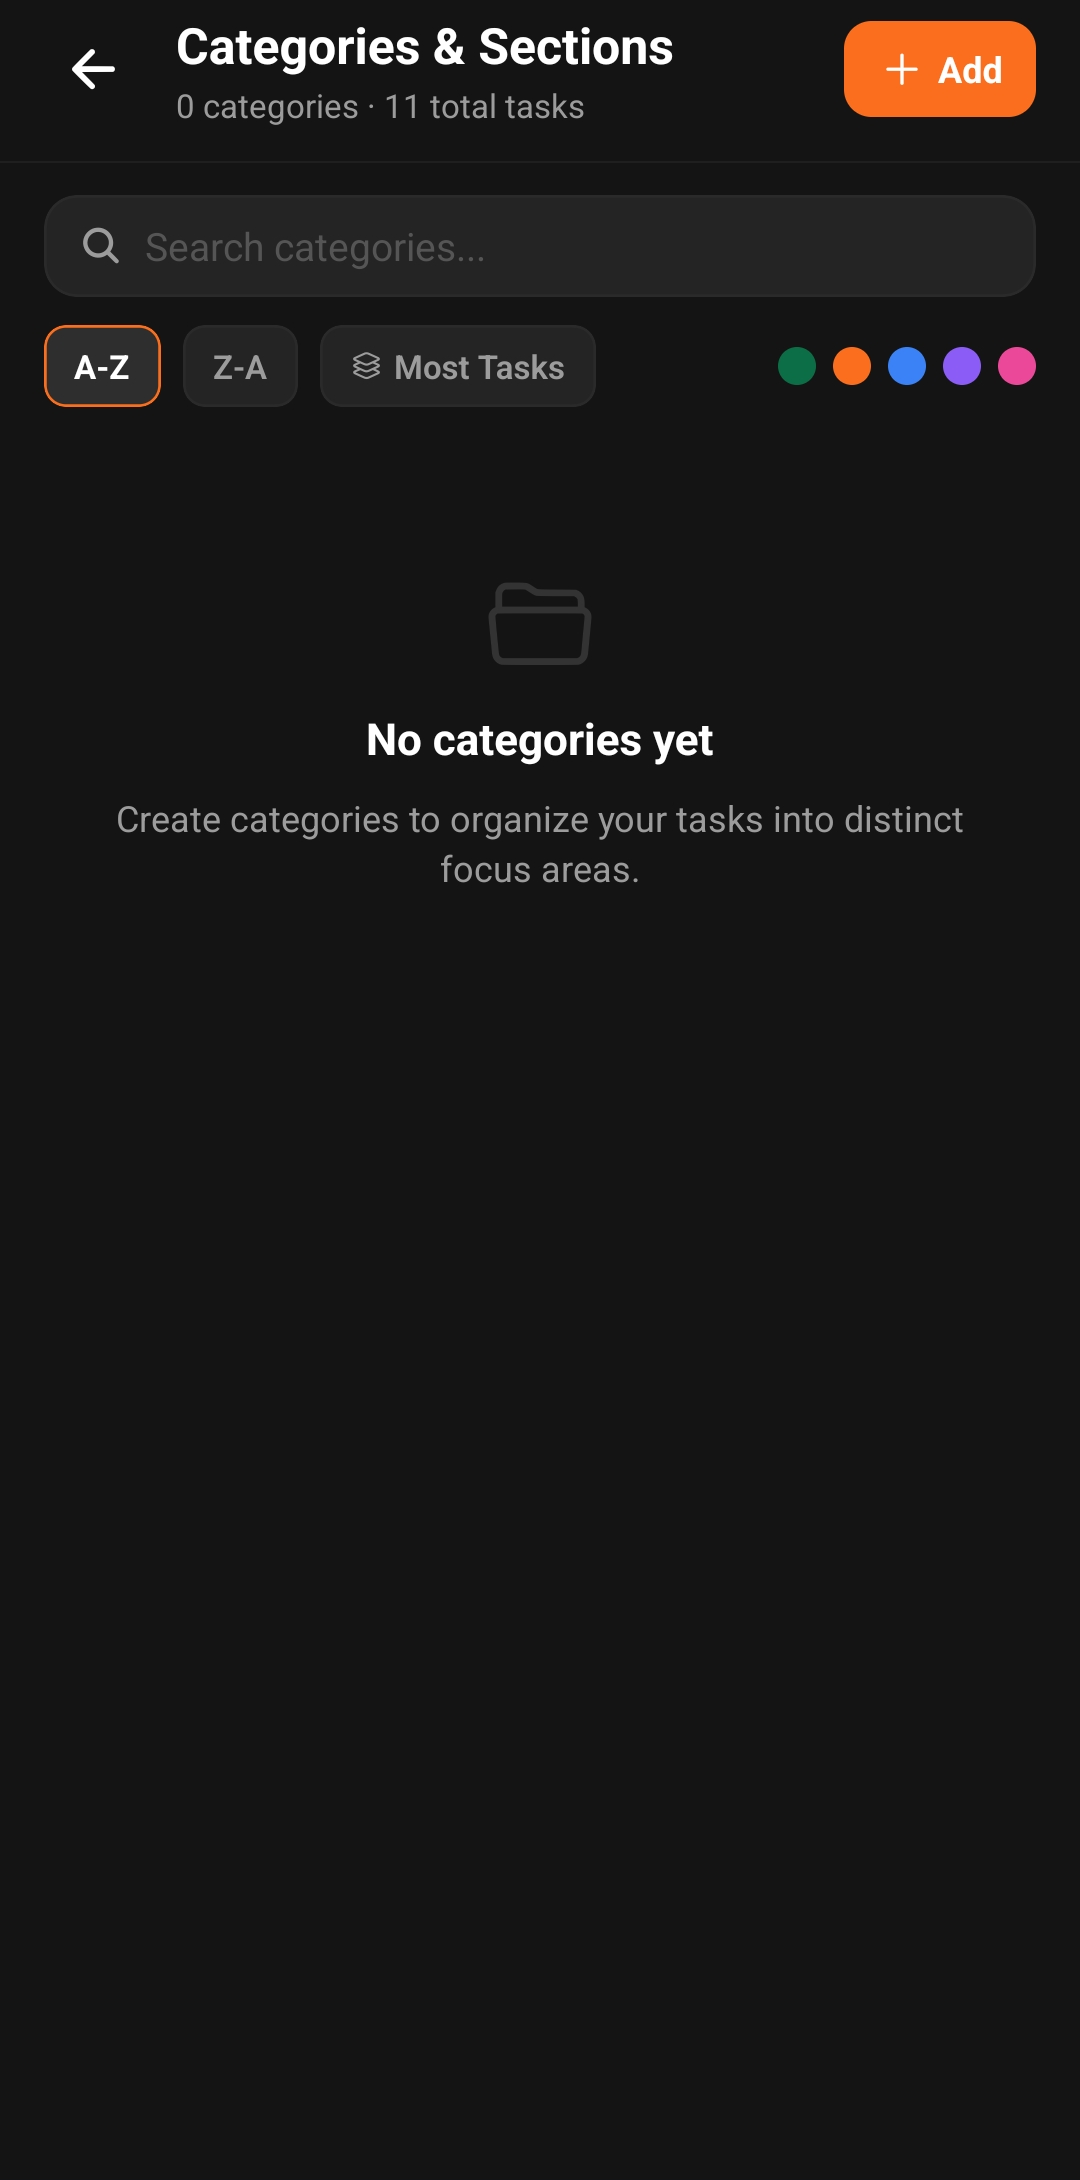 Categories & Sections
0 categories · 11 total tasks
Add
Search categories...
A-Z
Z-A
Most Tasks
No categories yet
Create categories to organize your tasks into distinct
focus areas.